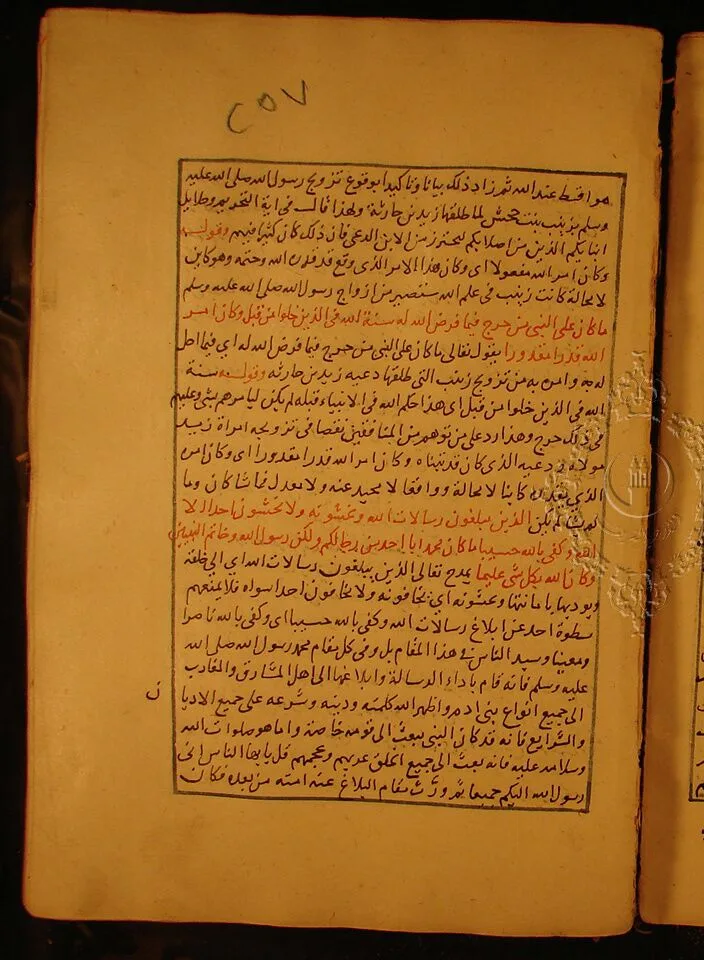 ٢٥٧
هو اقسط عند الله ثم زاد ذلك بيانا وتاكيدا بوقوع تزويج رسول الله صلى الله عليه
وسلم بزينب بنت جحش لما طلقها زيد بن حارثة ولهذا قال في اية التحريم وحلايل
ابنايكم الذين من اصلابكم ليحترز من الابن الدعي فان ذلك كان كثيرا فيهم وقوله
وكان امر الله مفعولا اي وكان هذا الامر الذي وقع قد قدره الله وحتمه وهو كاين
لا محالة كانت زينب في علم الله ستصير من ازواج رسول الله صلى الله عليه وسلم
ما كان على النبي من حرج فيما فرض الله له سنة الله في الذين خلوا من قبل وكان امر
الله قدرا مقدورا يقول تعالى ما كان على النبي من حرج فيما فرض الله له اي فيما احل
له وامره به من تزويج زينب التي طلقها دعيه زيد بن حارثه وقوله سنة
الله في الذين خلوا من قبل اي هذا حكم الله في الانبياء قبله لم يكن ليامرهم بشي وعليهم
في ذلك حرج وهذا رد على من توهم من المنافقين نقصا في تزويجه امراة زيد
مولاه ودعيه الذي كان قد تبناه وكان امر الله قدرا مقدورا اي وكان امره
الذي يقدره كاينا لا محالة وواقعا لا محيد عنه ولا معدل فما شا كان وما
لم يشا لم يكن الذين يبلغون رسالات الله ويخشونه ولا يخشون احدا الا
الله وكفى بالله حسيبا ما كان محمد ابا احد من رجالكم ولكن رسول الله وخاتم النبيين
وكان الله بكل شي عليما يمدح تعالى الذين يبلغون رسالات الله اي الى خلقه
ويودونها باماناتها ويخشونه اي يخافونه ولا يخافون احدا سواه فلا تمنعهم
سطوة احد عن ابلاغ رسالات الله وكفى بالله حسيبا اي وكفى بالله ناصرا
ومعينا وسيد الناس في هذا المقام بل وفي كل مقام محمد رسول الله صلى الله
عليه وسلم فانه قام باداء الرسالة وابلاغها الى اهل المشارق والمغارب
الى جميع انواع بني ادم واظهر الله كلمته ودينه وشرعه على جميع الاديا
ن
والشرايع فانه قد كان النبي يبعث الى قومه خاصة واما هو صلوات الله
وسلامه عليه فانه بعث الى جميع الخلق عربهم وعجمهم قل يايها الناس اني
رسول الله اليكم جميعا ثم ورث مقام البلاغ عنه امته من بعده فكان